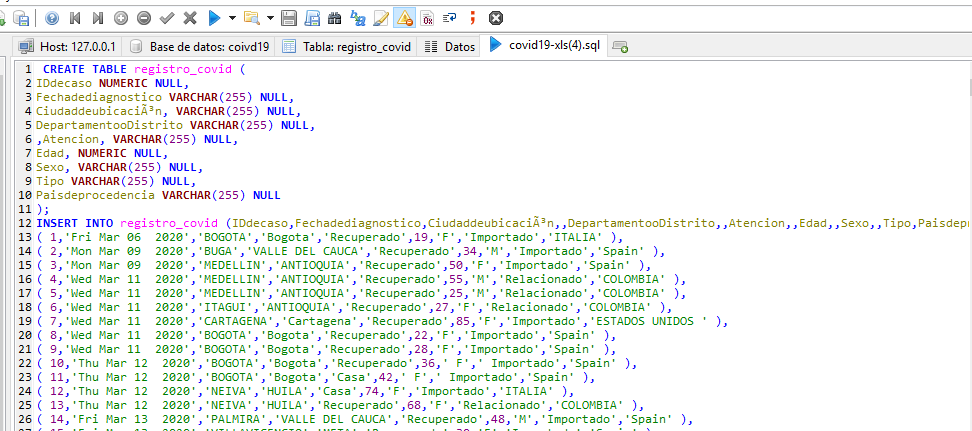 Host: 127.0.0.1 Base de datos: coivd19 Tabla: registro_covid Datos covid19-xls(4).sql
1 CREATE TABLE registro_covid (
2 IDdecaso NUMERIC NULL,
3 Fechadediagnostico VARCHAR(255) NULL,
4 CiudaddeubicaciÃ³n, VARCHAR(255) NULL,
5 DepartamentooDistrito VARCHAR(255) NULL,
6 ,Atencion, VARCHAR(255) NULL,
7 Edad, NUMERIC NULL,
8 Sexo, VARCHAR(255) NULL,
9 Tipo VARCHAR(255) NULL,
10 Paisdeprocedencia VARCHAR(255) NULL
11 );
12 INSERT INTO registro_covid (IDdecaso,Fechadediagnostico,CiudaddeubicaciÃ³n,,DepartamentooDistrito,,Atencion,,Edad,,Sexo,,Tipo,Paisdep
13 ( 1,'Fri Mar 06  2020','BOGOTA','Bogota','Recuperado',19,'F','Importado','ITALIA' ),
14 ( 2,'Mon Mar 09  2020','BUGA','VALLE DEL CAUCA','Recuperado',34,'M','Importado','Spain' ),
15 ( 3,'Mon Mar 09  2020','MEDELLIN','ANTIOQUIA','Recuperado',50,'F','Importado','Spain' ),
16 ( 4,'Wed Mar 11  2020','MEDELLIN','ANTIOQUIA','Recuperado',55,'M','Relacionado','COLOMBIA' ),
17 ( 5,'Wed Mar 11  2020','MEDELLIN','ANTIOQUIA','Recuperado',25,'M','Relacionado','COLOMBIA' ),
18 ( 6,'Wed Mar 11  2020','ITAGUI','ANTIOQUIA','Recuperado',27,'F','Relacionado','COLOMBIA' ),
19 ( 7,'Wed Mar 11  2020','CARTAGENA','Cartagena','Recuperado',85,'F','Importado','ESTADOS UNIDOS ' ),
20 ( 8,'Wed Mar 11  2020','BOGOTA','Bogota','Recuperado',22,'F','Importado','Spain' ),
21 ( 9,'Wed Mar 11  2020','BOGOTA','Bogota','Recuperado',28,'F','Importado','Spain' ),
22 ( 10,'Thu Mar 12  2020','BOGOTA','Bogota','Recuperado',36,' F',' Importado','Spain' ),
23 ( 11,'Thu Mar 12  2020','BOGOTA','Bogota','Casa',42,' F',' Importado','Spain' ),
24 ( 12,'Thu Mar 12  2020','NEIVA','HUILA','Casa',74,'F','Importado','ITALIA' ),
25 ( 13,'Thu Mar 12  2020','NEIVA','HUILA','Recuperado',68,'F','Relacionado','COLOMBIA' ),
26 ( 14,'Fri Mar 13  2020','PALMIRA','VALLE DEL CAUCA','Recuperado',48,'M','Importado','Spain' ),